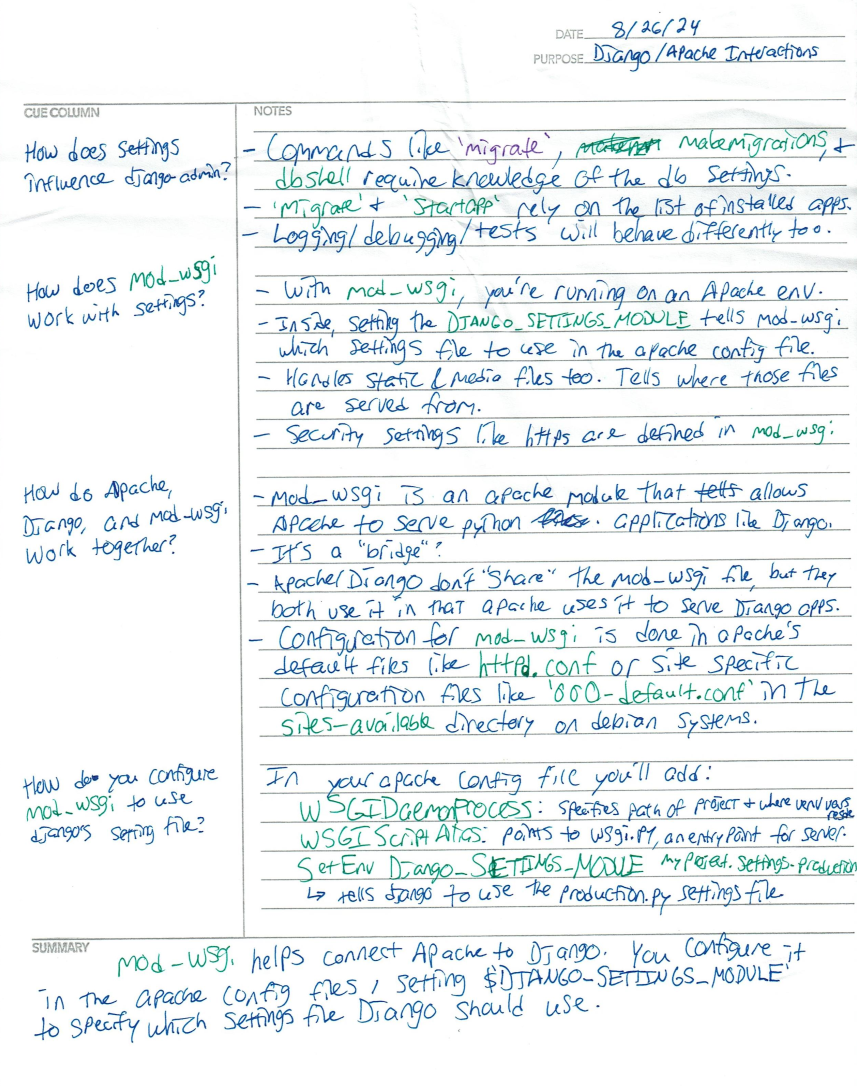 DATE 8/26/24
PURPOSE Django/Apache Interactions
CUE COLUMN
NOTES
How does settings
influence django-admin?
- Commands like 'migrate', makemigrations, +
dbshell require knowledge of the db settings.
- 'Migrate' + 'startapp' rely on the list of installed apps.
- Logging/debugging/tests will behave differently too.
How does mod_wsgi
work with settings?
- With mod_wsgi, you're running on an Apache env.
- Inside, setting the DJANGO_SETTINGS_MODULE tells mod_wsgi
which settings file to use in the apache config file.
- Handles static & media files too. Tells where those files
are served from.
- Security settings like https are defined in mod_wsgi
How do Apache,
Django, and mod_wsgi
work together?
- Mod_wsgi is an apache module that tells allows
Apache to serve python applications like Django.
- It's a "bridge"?
- Apache/Django don't "share" the mod_wsgi file, but they
both use it in that apache uses it to serve Django apps.
- Configuration for mod_wsgi is done in apache's
default files like httpd.conf or site specific
configuration files like '000-default.conf' in the
sites-available directory on debian systems.
How do you configure
mod_wsgi to use
django's setting file?
In your apache config file you'll add:
WSGIDaemonProcess: specifies path of project + where venv vars
reside
WSGIScriptAlias: points to wsgi.py, an entry point for server.
SetEnv Django_SETTINGS_MODULE myproject.settings.production
↳ tells django to use the production.py settings file
SUMMARY
mod_wsgi helps connect Apache to Django. You configure it
in the apache config files, setting $DJANGO_SETTINGS_MODULE'
to specify which settings file Django should use.